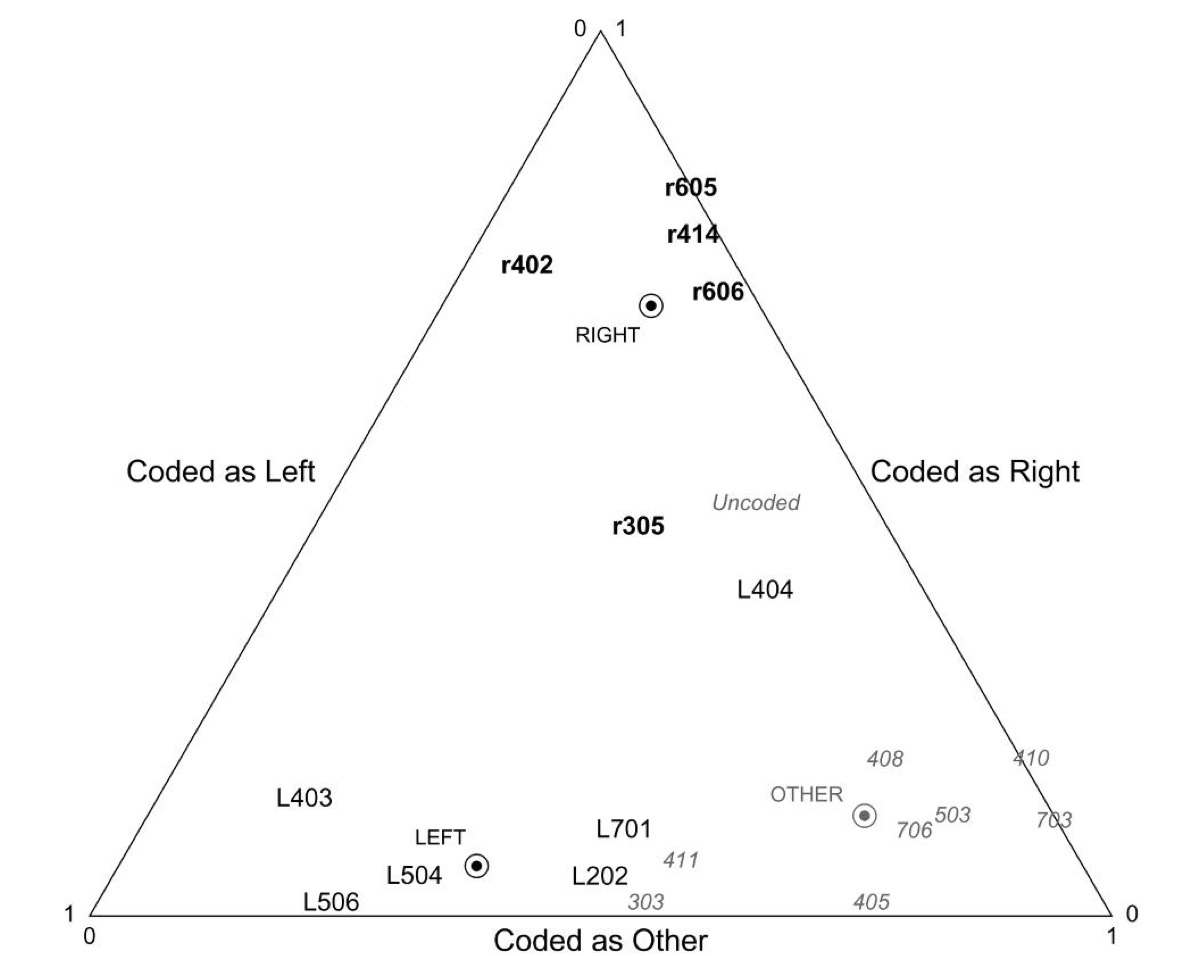 0 1
r605
r414
r402
r606
RIGHT
Coded as Left
Coded as Right
Uncoded
r305
L404
408
410
OTHER
L403
503
703
706
L701
LEFT
411
L504
L202
L506
303
405
1
0
0
1
Coded as Other